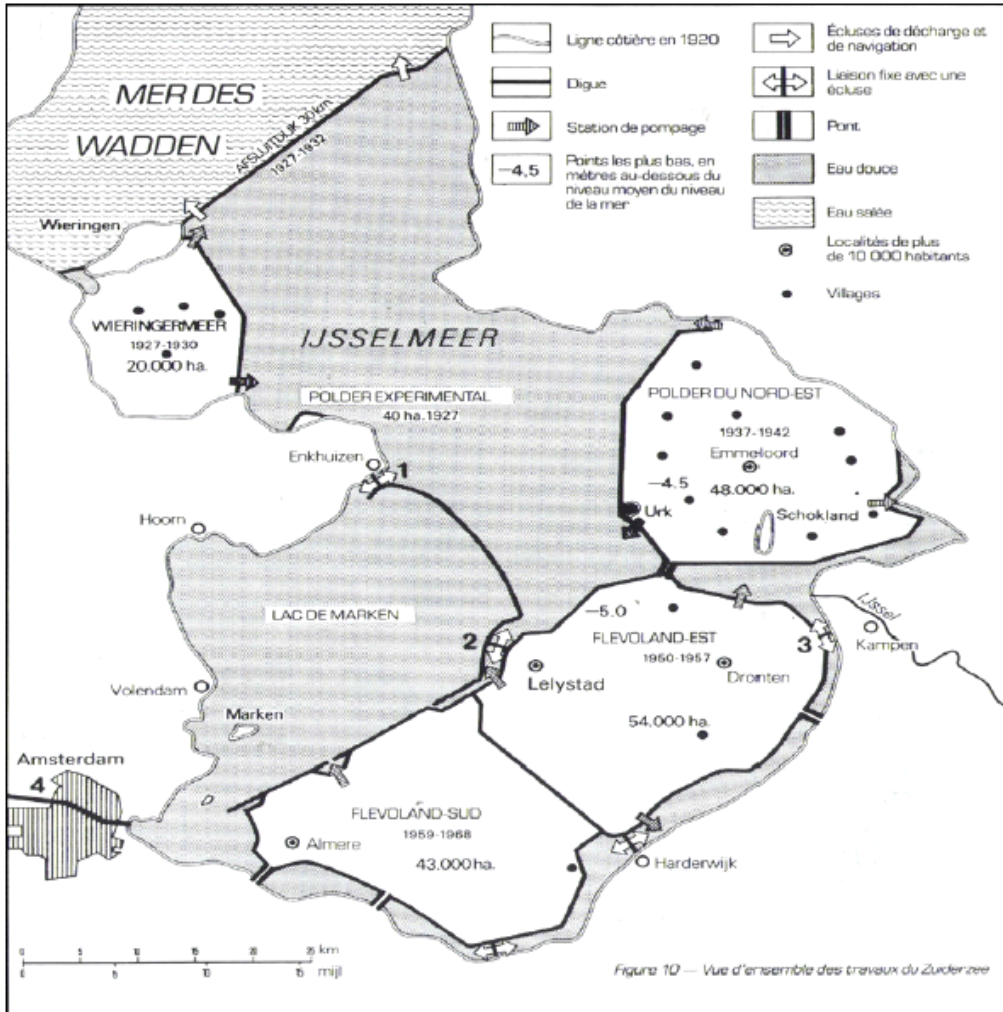 MER DES
WADDEN
AFSLUITDIJK 30 km
1927-1932
Wieringen
WIERINGERMEER
1927-1930
20.000 ha.
IJSSELMEER
POLDER EXPERIMENTAL
40 ha. 1927
Enkhuizen
1
Hoorn
LAC DE MARKEN
2
Volendam
Marken
Amsterdam
4
POLDER DU NORD-EST
1937-1942
Emmeloord
-4.5
48.000 ha.
Urk
Schokland
-5.0
FLEVOLAND-EST
1950-1957
Lelystad
Dronten
54.000 ha.
3
IJssel
Kampen
FLEVOLAND-SUD
1959-1968
Almere
43.000 ha.
Harderwijk
Ligne côtière en 1920
Digue
Station de pompage
-4,5
Points les plus bas, en
mètres au-dessous du
niveau moyen du niveau
de la mer
Écluses de décharge et
de navigation
Liaison fixe avec une
écluse
Pont.
Eau douce
Eau salée
Localités de plus
de 10 000 habitants
Villages
0 5 10 15 20 25 km
0 5 10 15 mijl
Figure 10 — Vue d'ensemble des travaux du Zuiderzee